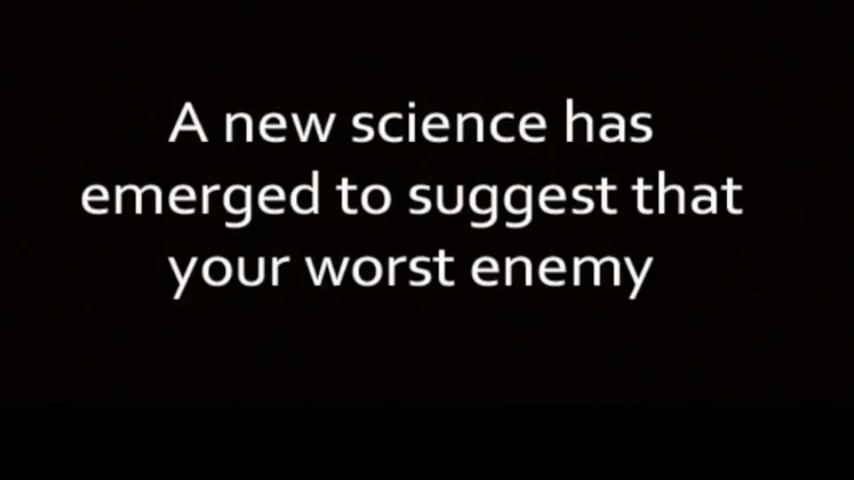 A new science has
emerged to suggest that
your worst enemy